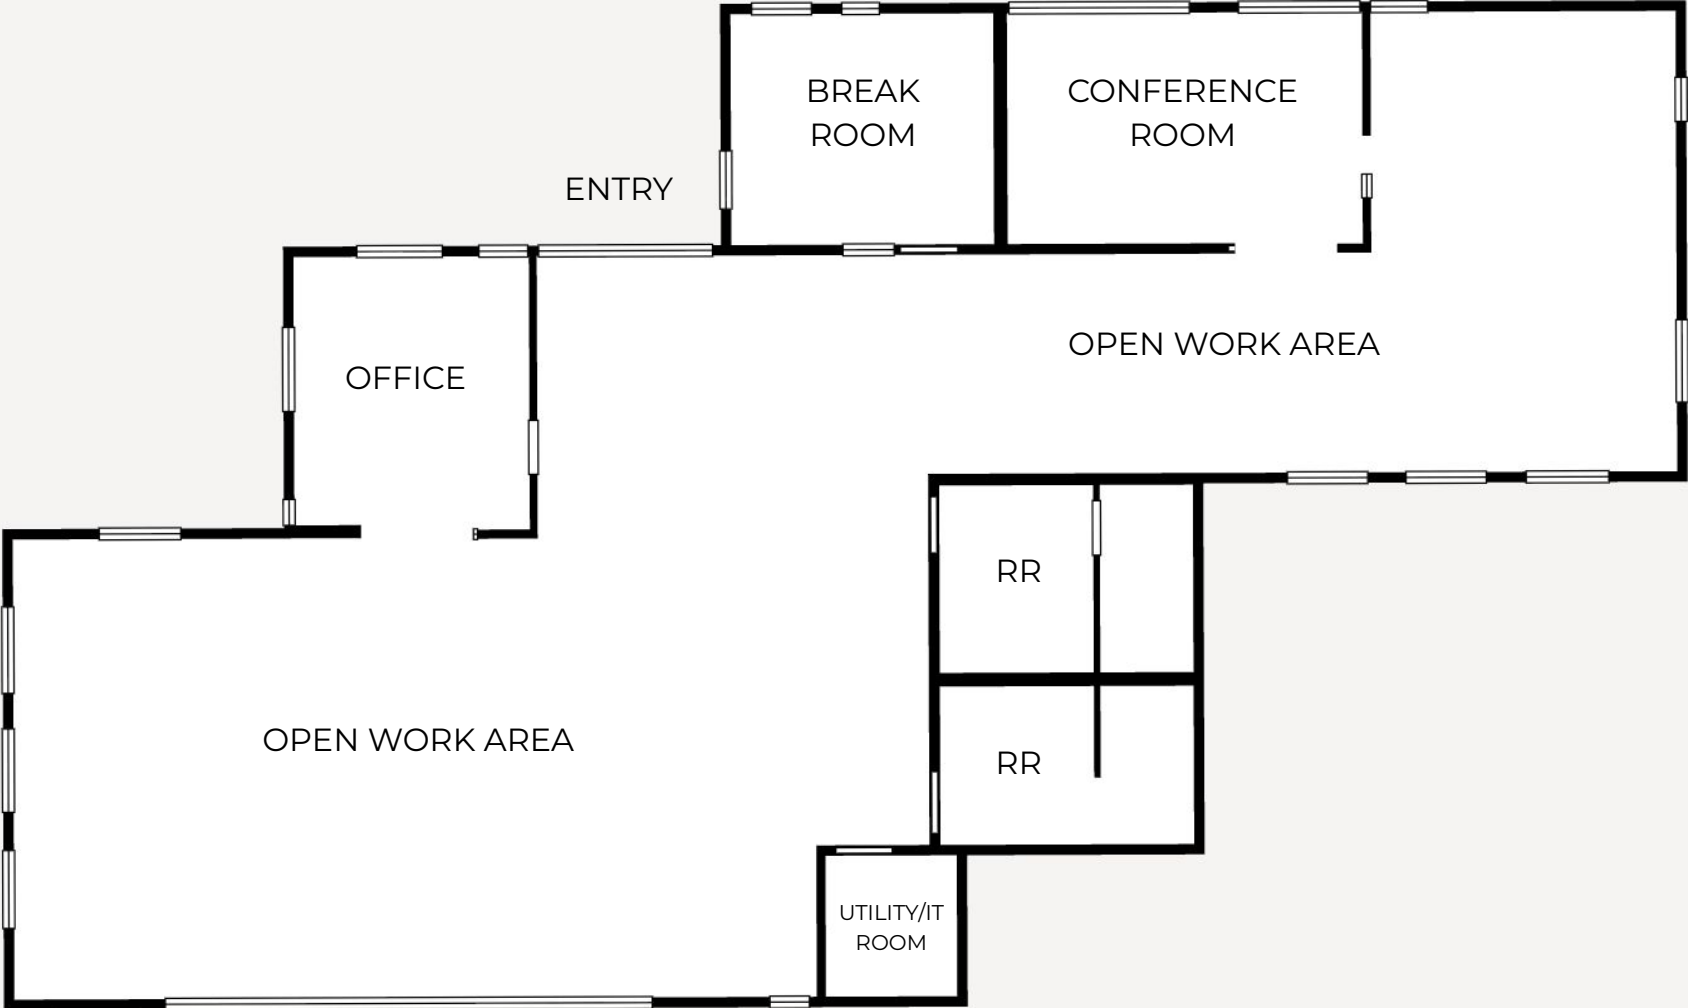 BREAK
ROOM
CONFERENCE
ROOM
ENTRY
OPEN WORK AREA
OFFICE
RR
OPEN WORK AREA
RR
UTILITY/IT
ROOM